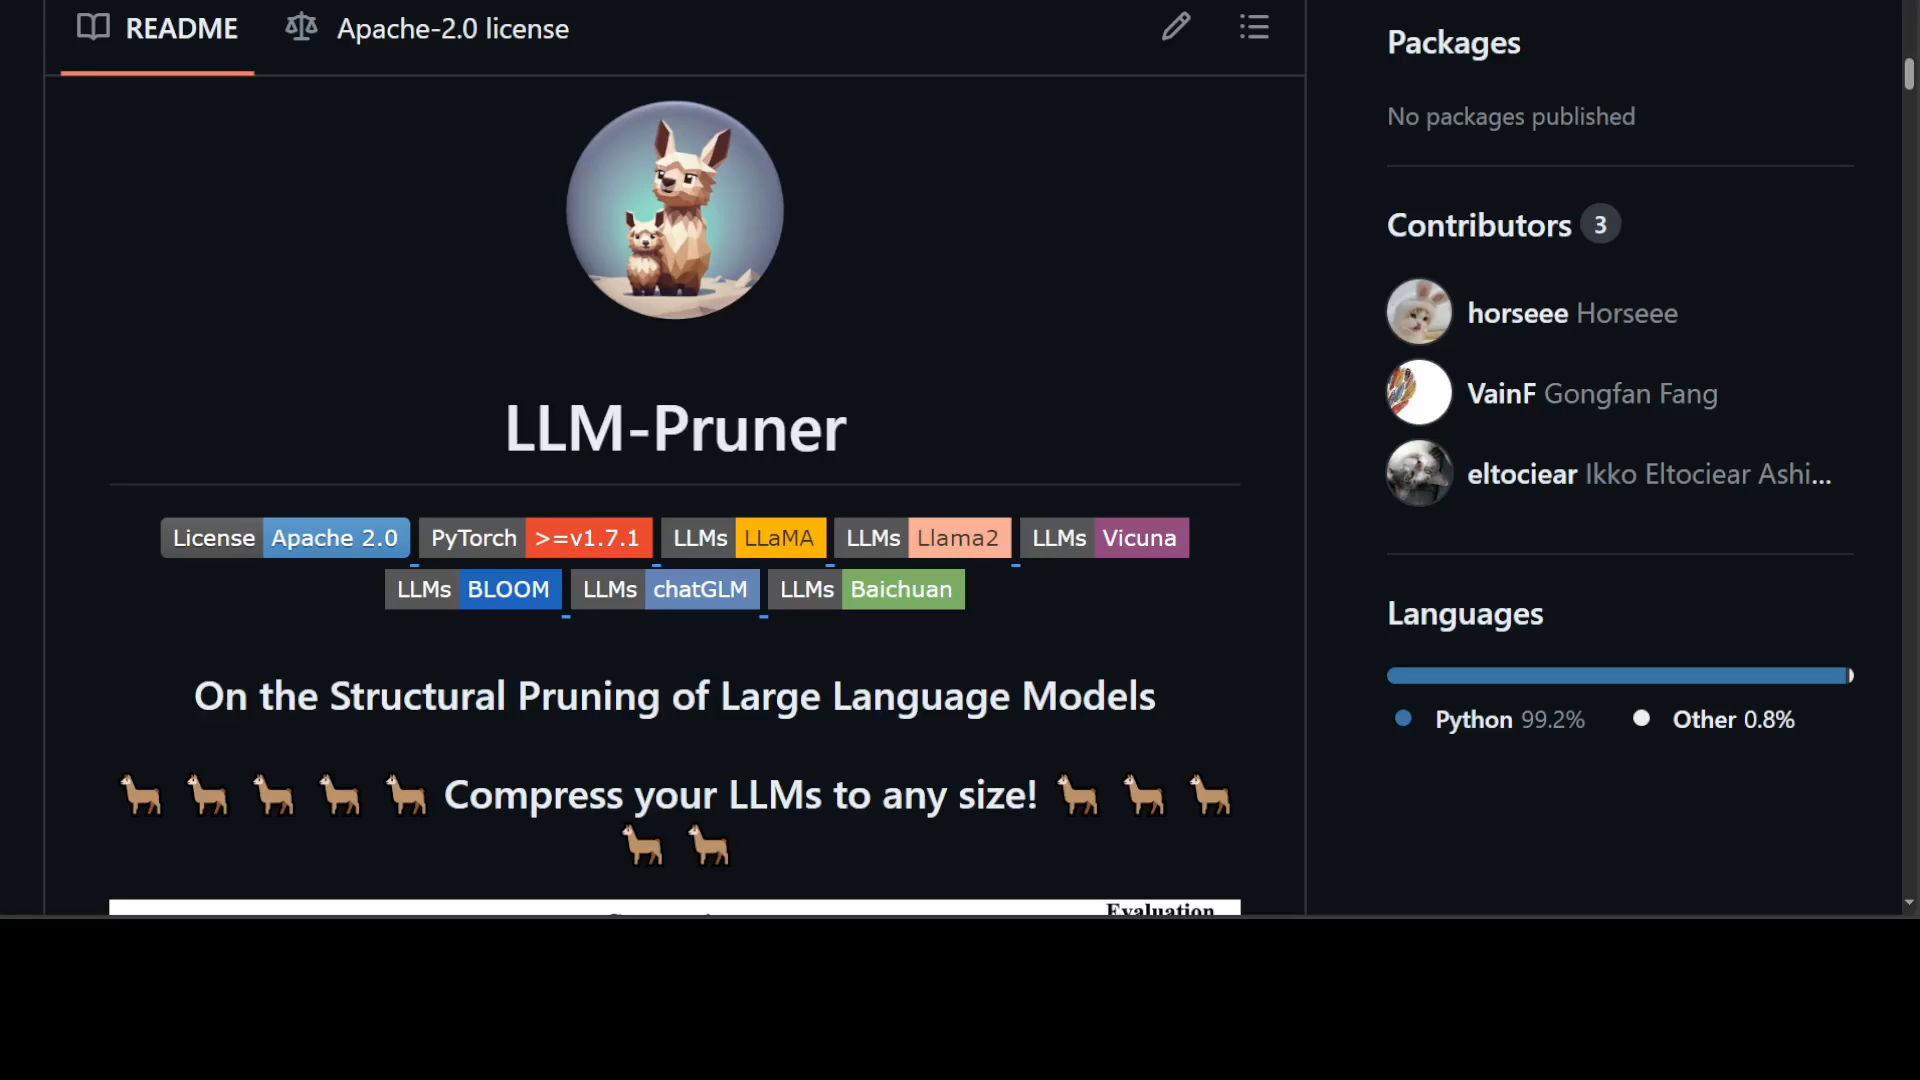 README
Apache-2.0 license
LLM-Pruner
License Apache 2.0 PyTorch >=v1.7.1 LLMs LLaMA LLMs Llama2 LLMs Vicuna
LLMs BLOOM LLMs chatGLM LLMs Baichuan
On the Structural Pruning of Large Language Models
Compress your LLMs to any size!
Evaluation
Packages
No packages published
Contributors 3
horseee Horseee
VainF Gongfan Fang
eltociear Ikko Eltociear Ashi...
Languages
Python 99.2% Other 0.8%